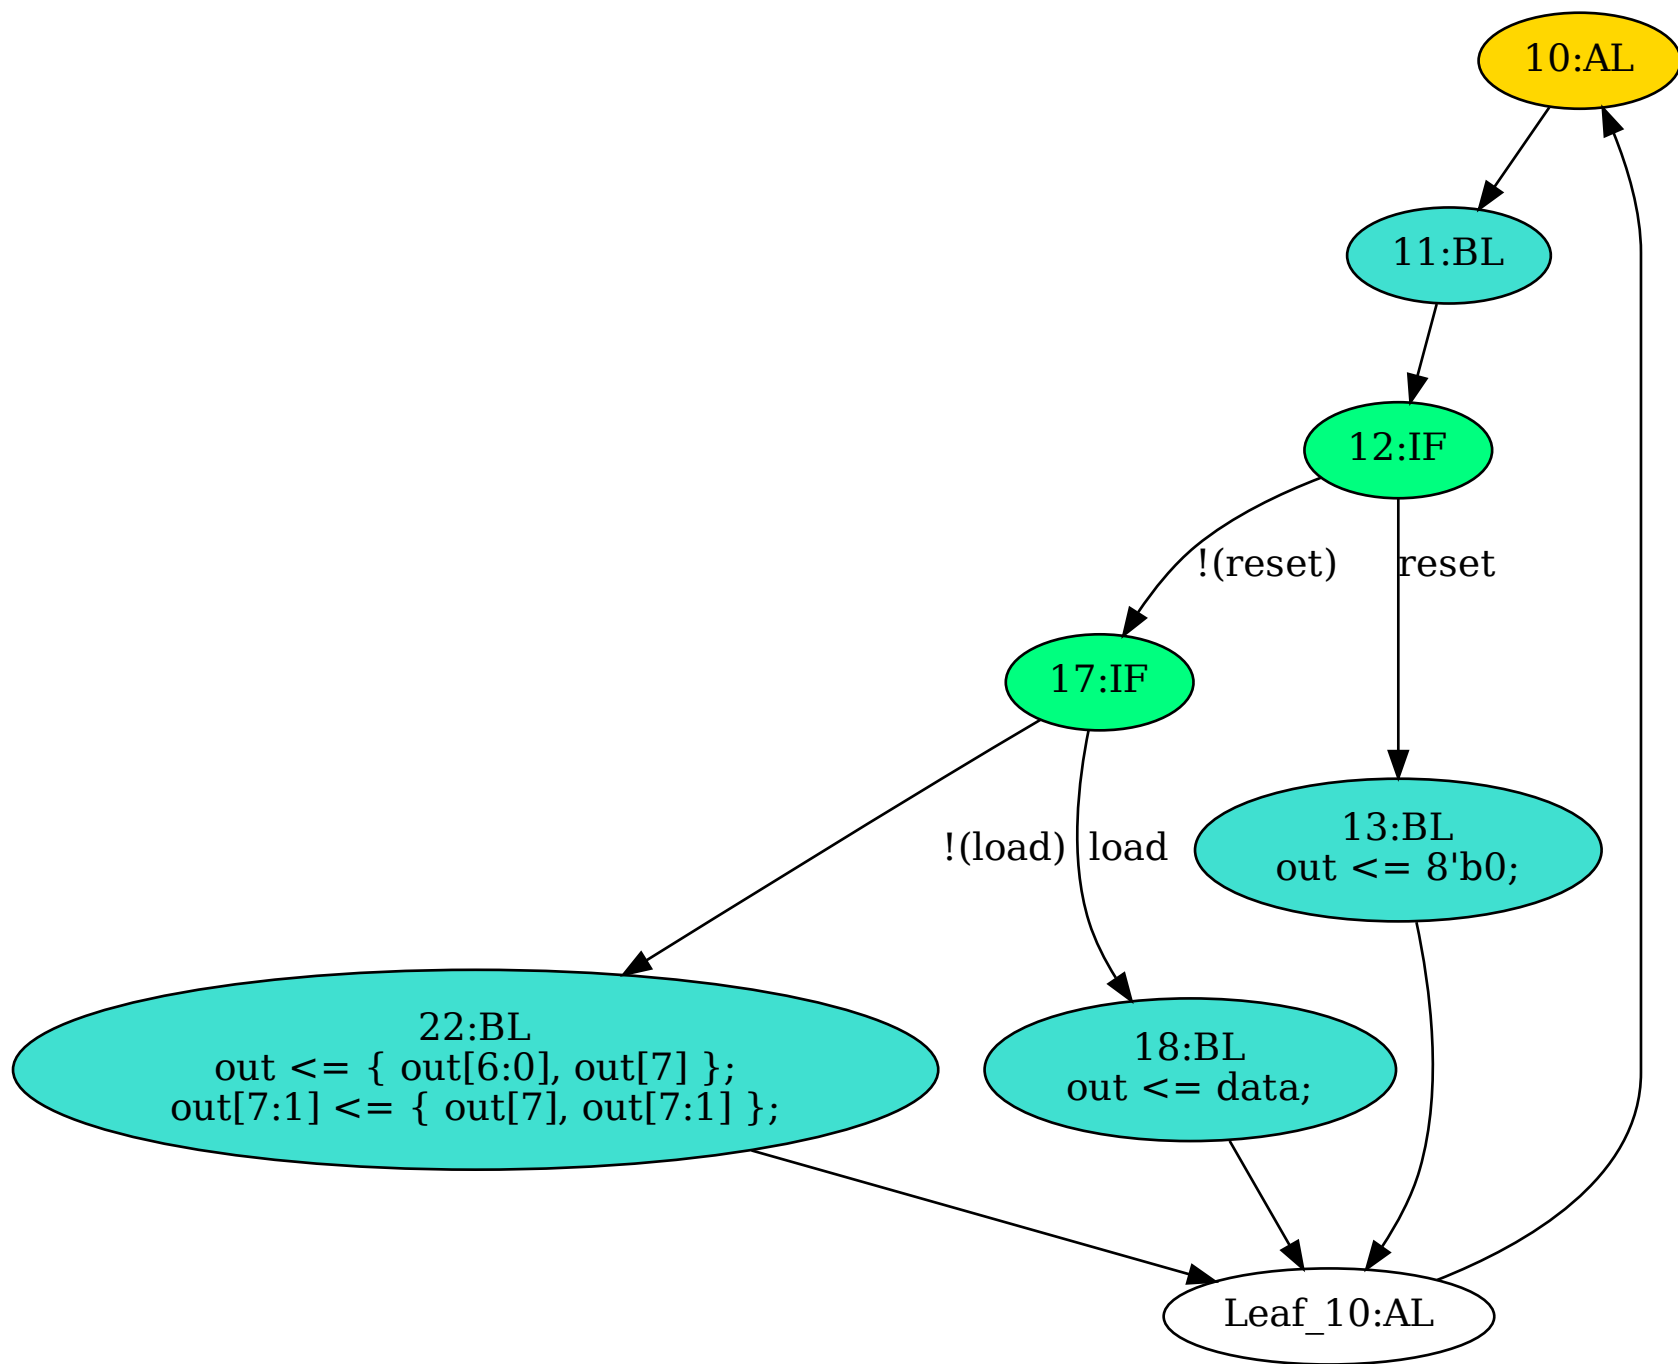 10:AL
11:BL
12:IF
!(reset)
reset
17:IF
!(load)
load
13:BL
out <= 8'b0;
22:BL
out <= { out[6:0], out[7] };
out[7:1] <= { out[7], out[7:1] };
18:BL
out <= data;
Leaf_10:AL